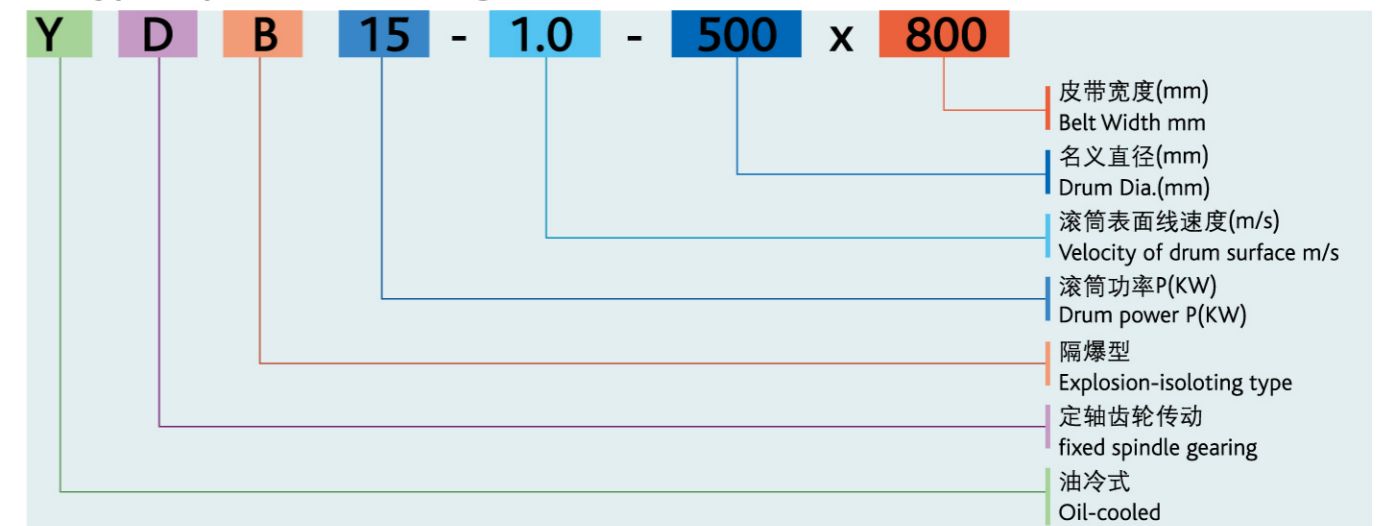 Y D B 15 - 1.0 - 500 x 800
皮带宽度(mm)
Belt Width mm
名义直径(mm)
Drum Dia.(mm)
滚筒表面线速度(m/s)
Velocity of drum surface m/s
滚筒功率P(KW)
Drum power P(KW)
隔爆型
Explosion-isoloting type
定轴齿轮传动
fixed spindle gearing
油冷式
Oil-cooled